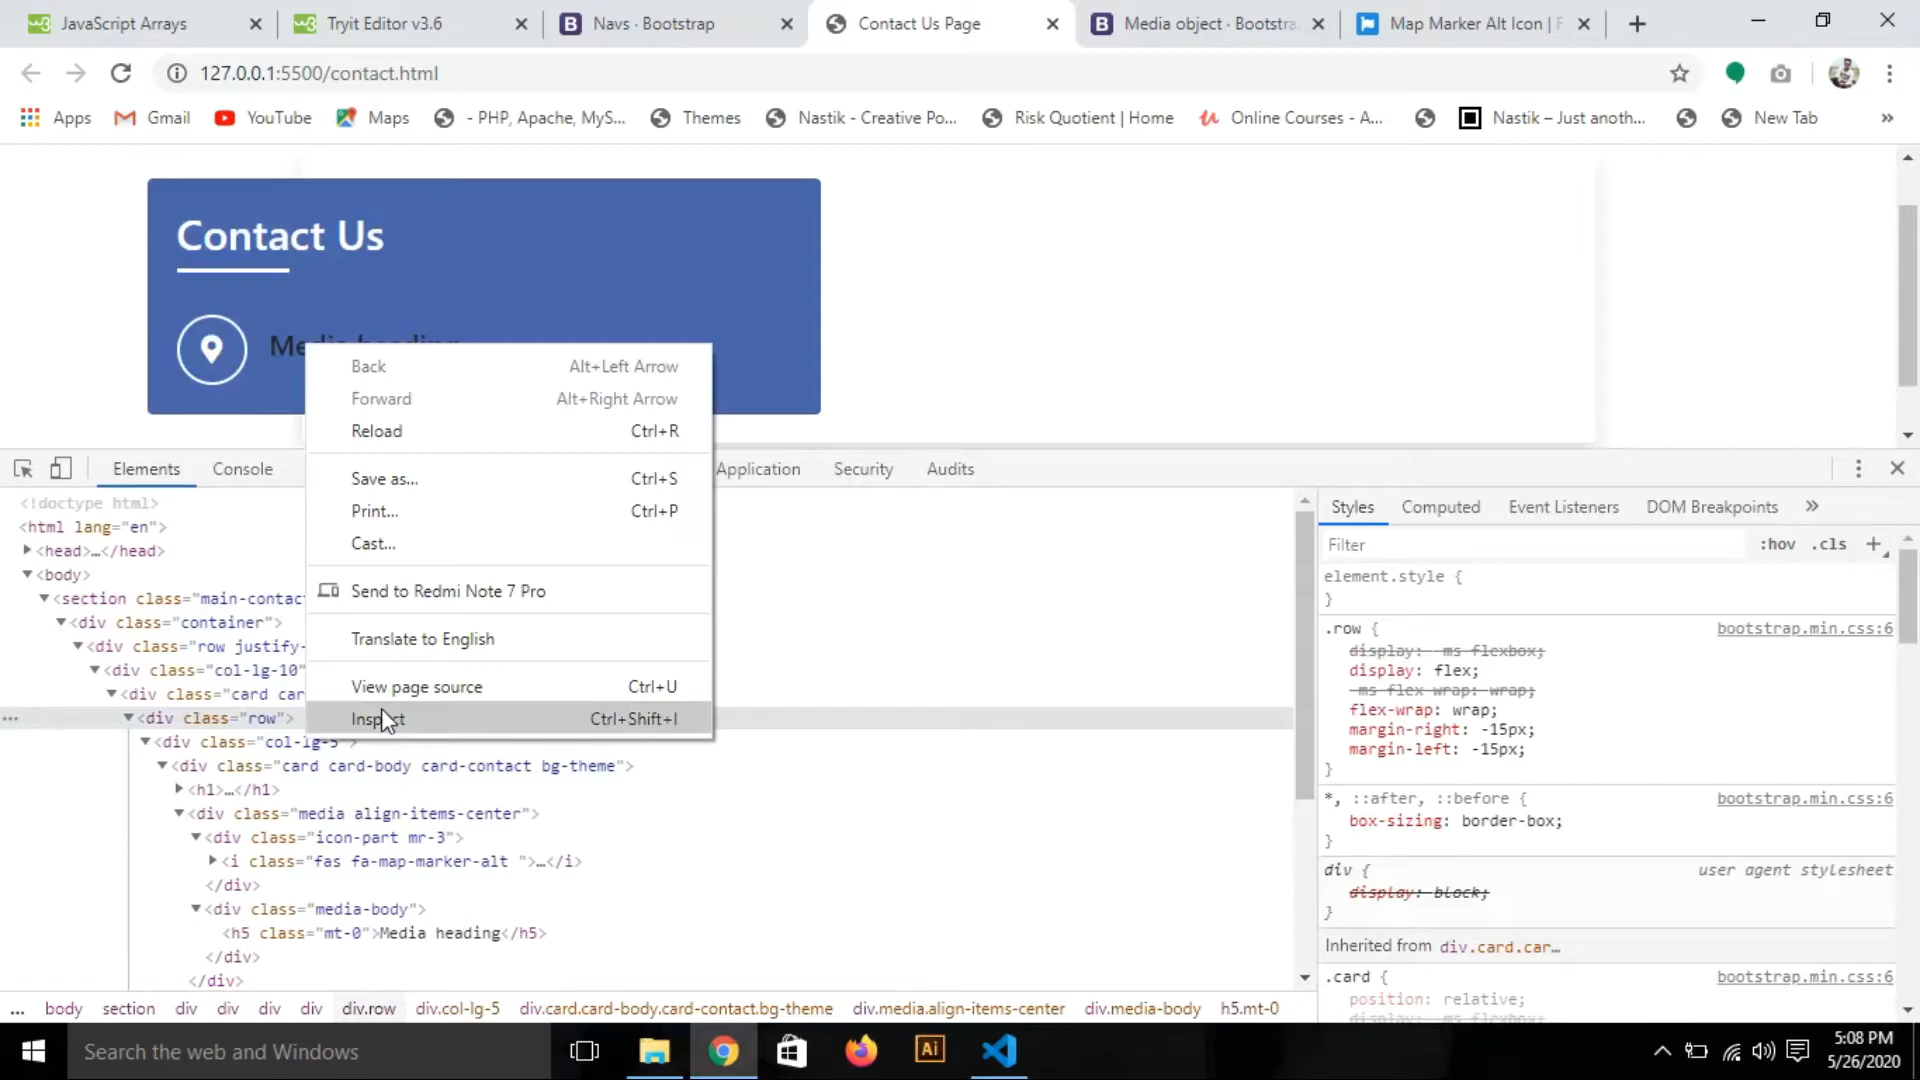 JavaScript Arrays
Tryit Editor v3.6
Navs · Bootstrap
Contact Us Page
Media object · Bootstra
Map Marker Alt Icon | F
127.0.0.1:5500/contact.html
Apps
Gmail
YouTube
Maps
- PHP, Apache, MyS...
Themes
Nastik - Creative Po...
Risk Quotient | Home
Online Courses - A...
Nastik – Just anoth...
New Tab
»
Contact Us
Media heading
Back Alt+Left Arrow
Forward Alt+Right Arrow
Reload Ctrl+R
Save as... Ctrl+S
Print... Ctrl+P
Cast...
Send to Redmi Note 7 Pro
Translate to English
View page source Ctrl+U
Inspect Ctrl+Shift+I
Elements
Console
Application
Security
Audits
<!doctype html>
<html lang="en">
<head>…</head>
<body>
<section class="main-contac
<div class="container">
<div class="row justify-
<div class="col-lg-10
<div class="card car
<div class="row">
<div class="col-lg-5">
<div class="card card-body card-contact bg-theme">
<h1>…</h1>
<div class="media align-items-center">
<div class="icon-part mr-3">
<i class="fas fa-map-marker-alt ">…</i>
</div>
<div class="media-body">
<h5 class="mt-0">Media heading</h5>
</div>
</div>
... body section div div div div div.row div.col-lg-5 div.card.card-body.card-contact.bg-theme div.media.align-items-center div.media-body h5.mt-0
Styles
Computed
Event Listeners
DOM Breakpoints
»
Filter
:hov .cls +
element.style {
}
.row { bootstrap.min.css:6
display: -ms-flexbox;
display: flex;
-ms-flex-wrap: wrap;
flex-wrap: wrap;
margin-right: -15px;
margin-left: -15px;
}
*, ::after, ::before { bootstrap.min.css:6
box-sizing: border-box;
}
div { user agent stylesheet
display: block;
}
Inherited from div.card.car…
.card { bootstrap.min.css:6
position: relative;
Search the web and Windows
Ai
5:08 PM
5/26/2020